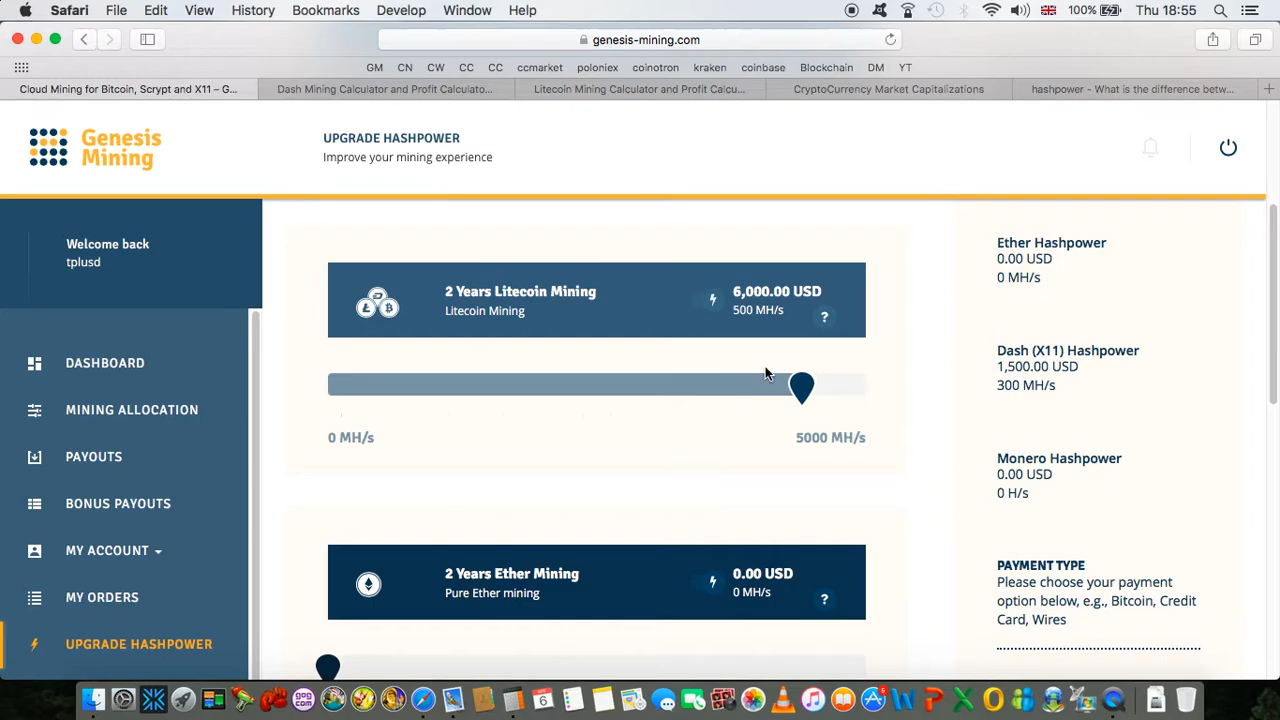 Safari File Edit View History Bookmarks Develop Window Help 100% Thu 18:55
genesis-mining.com
GM CN CW CC CC ccmarket poloniex coinotron kraken coinbase Blockchain DM YT
Cloud Mining for Bitcoin, Scrypt and X11 – G... Dash Mining Calculator and Profit Calculato... Litecoin Mining Calculator and Profit Calcu... CryptoCurrency Market Capitalizations hashpower - What is the difference betw...
Genesis
Mining
UPGRADE HASHPOWER
Improve your mining experience
Welcome back
tplusd
DASHBOARD
MINING ALLOCATION
PAYOUTS
BONUS PAYOUTS
MY ACCOUNT
MY ORDERS
UPGRADE HASHPOWER
2 Years Litecoin Mining
Litecoin Mining
6,000.00 USD
500 MH/s
?
0 MH/s
5000 MH/s
2 Years Ether Mining
Pure Ether mining
0.00 USD
0 MH/s
?
Ether Hashpower
0.00 USD
0 MH/s
Dash (X11) Hashpower
1,500.00 USD
300 MH/s
Monero Hashpower
0.00 USD
0 H/s
PAYMENT TYPE
Please choose your payment
option below, e.g., Bitcoin, Credit
Card, Wires